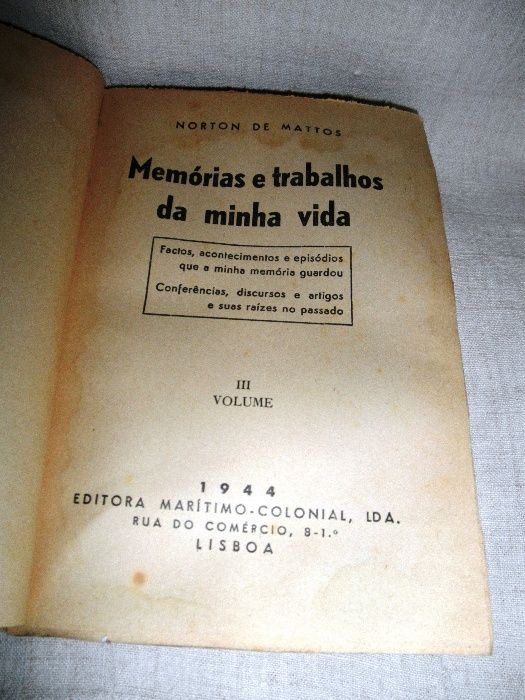 NORTON DE MATTOS
Memórias e trabalhos
da minha vida
Factos, acontecimentos e episódios
que a minha memória guardou
Conferências, discursos e artigos
e suas raízes no passado
III
VOLUME
1944
EDITORA MARÍTIMO-COLONIAL, LDA.
RUA DO COMÉRCIO, 8-1.º
LISBOA